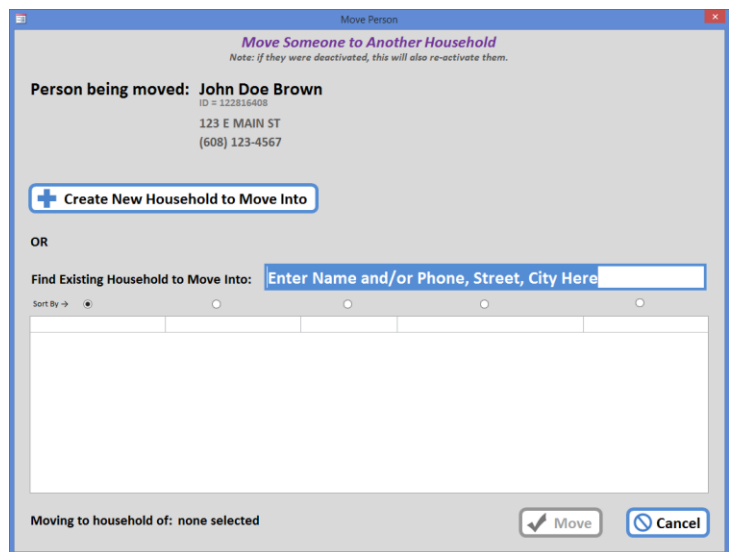 Move Person
Move Someone to Another Household
Note: if they were deactivated, this will also re-activate them.
Person being moved: John Doe Brown
ID = 122816408
123 E MAIN ST
(608) 123-4567
Create New Household to Move Into
OR
Find Existing Household to Move Into: Enter Name and/or Phone, Street, City Here
Sort By →
Moving to household of: none selected
Move
Cancel